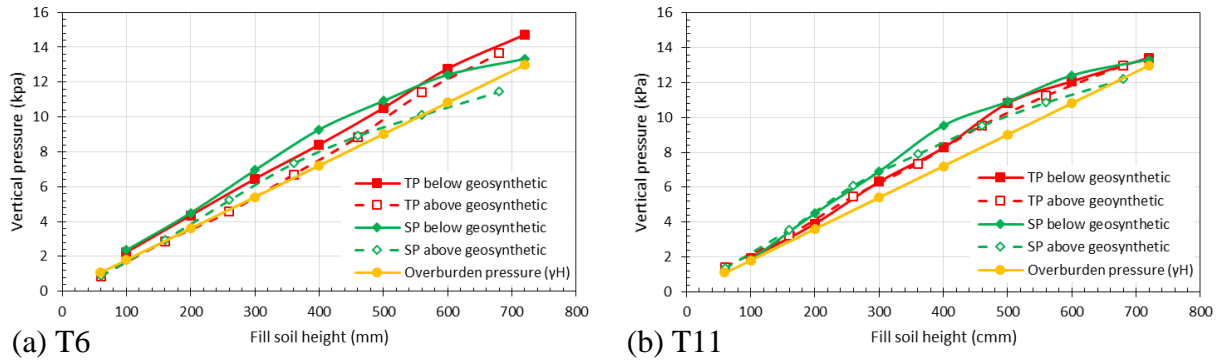 16
14
12
10
8
6
4
2
0
Vertical pressure (kpa)
TP below geosynthetic
TP above geosynthetic
SP below geosynthetic
SP above geosynthetic
Overburden pressure (γH)
100 200 300 400 500 600 700 800
Fill soil height (mm)
(a) T6
16
14
12
10
8
6
4
2
0
Vertical pressure (kPa)
TP below geosynthetic
TP above geosynthetic
SP below geosynthetic
SP above geosynthetic
Overburden pressure (γH)
0 100 200 300 400 500 600 700 800
Fill soil height (cmm)
(b) T11